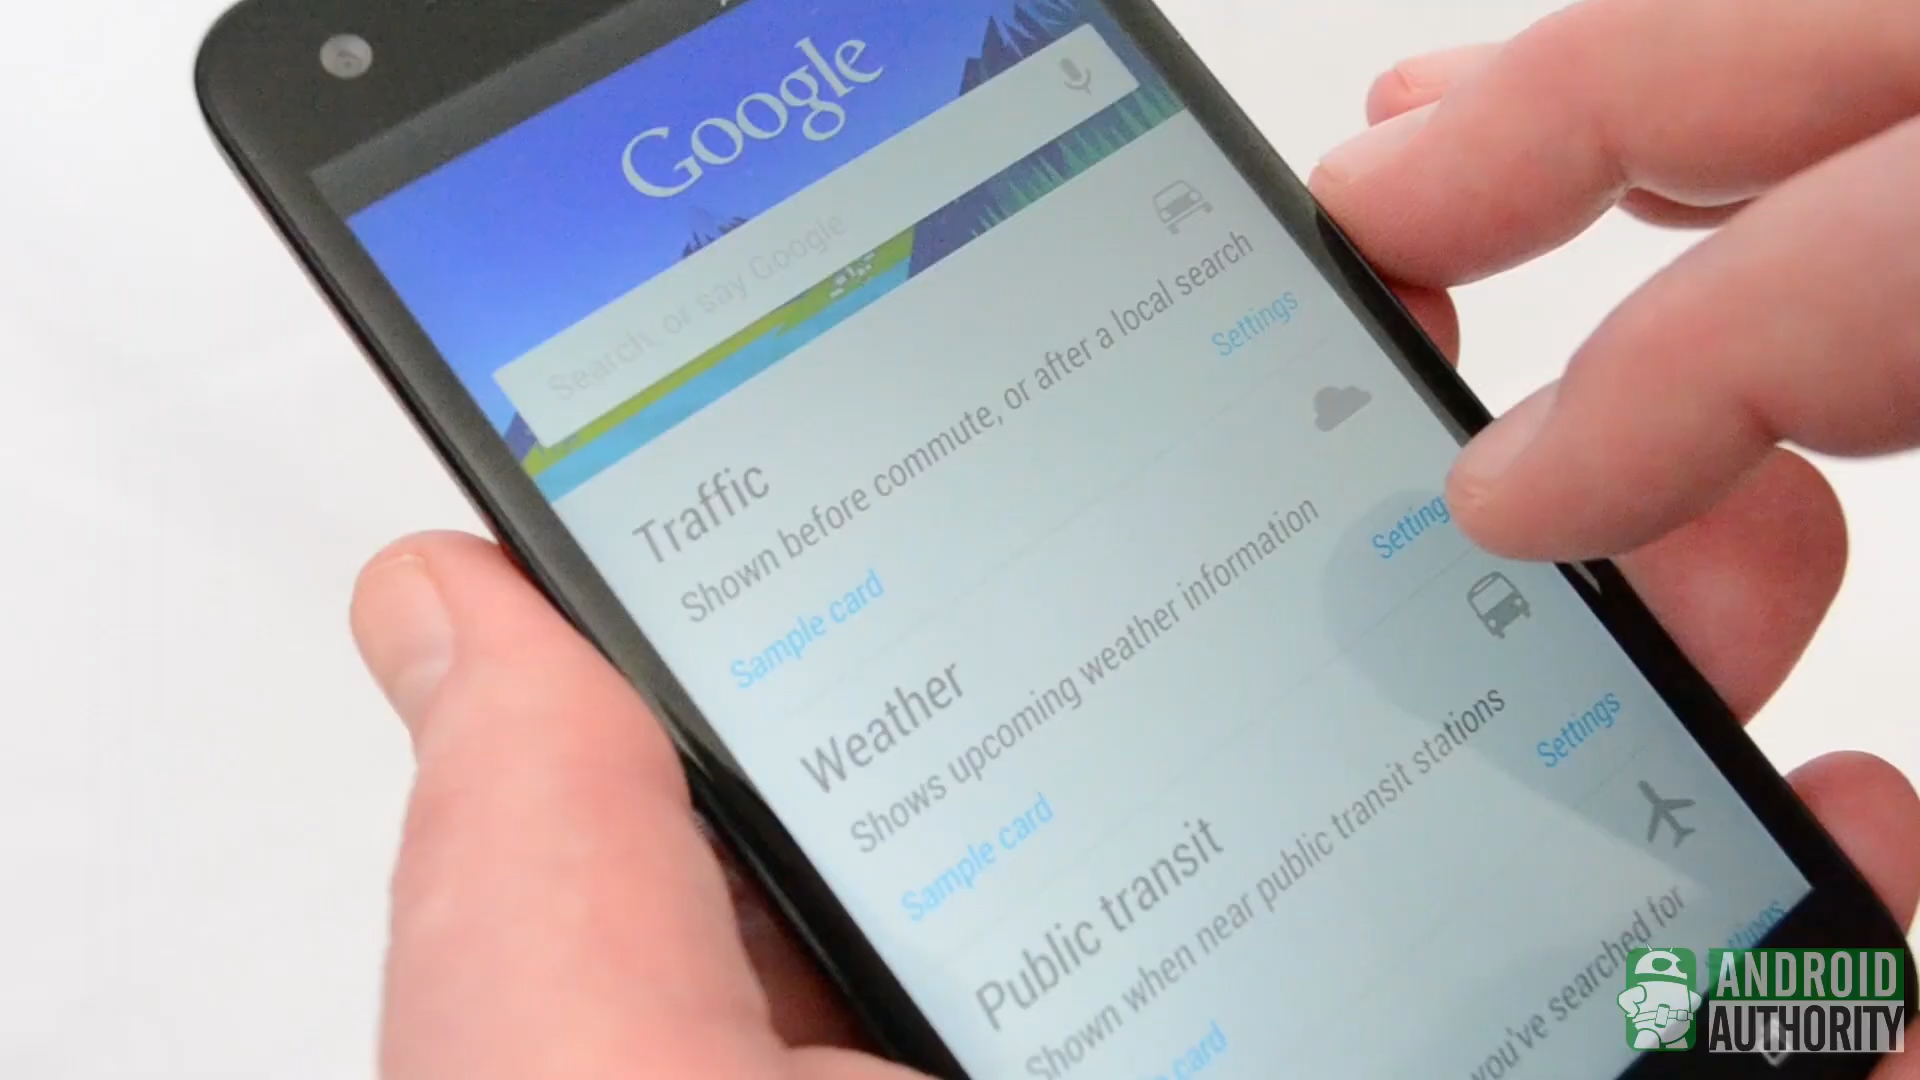 Google
Search, or say Google
Traffic
Shown before commute, or after a local search
Sample card
Settings
Weather
Shows upcoming weather information
Sample card
Settings
Public transit
Shown when near public transit stations
card
Settings
you've searched for
ANDROID
AUTHORITY